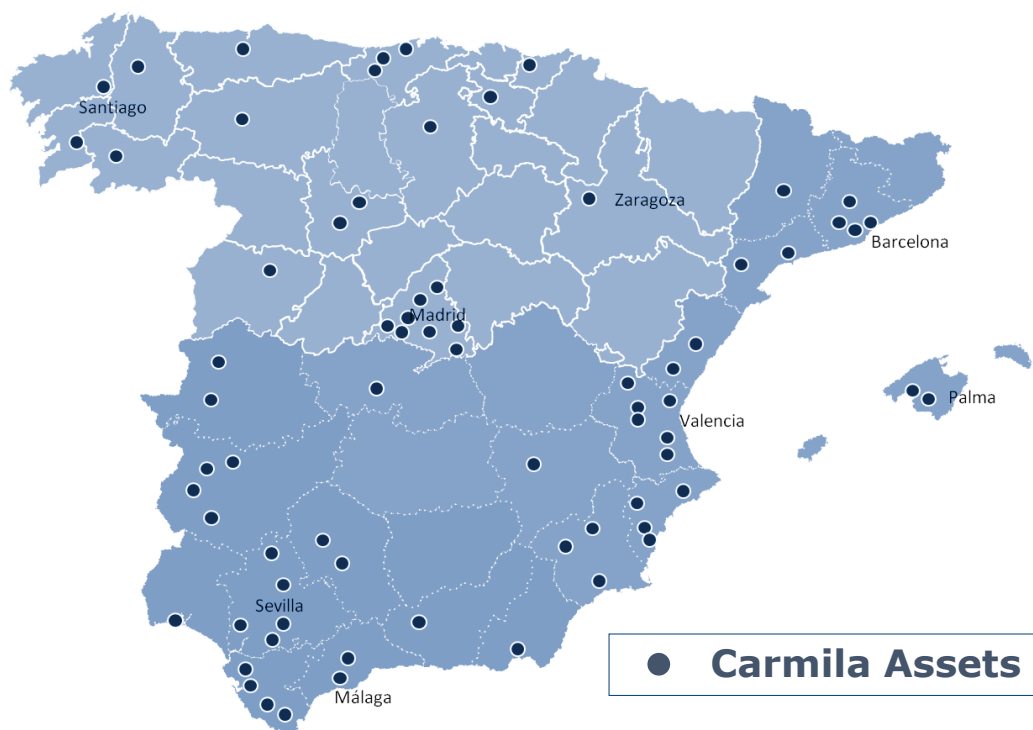 Santiago
Zaragoza
Barcelona
Madrid
Palma
Valencia
Sevilla
Málaga
Carmila Assets